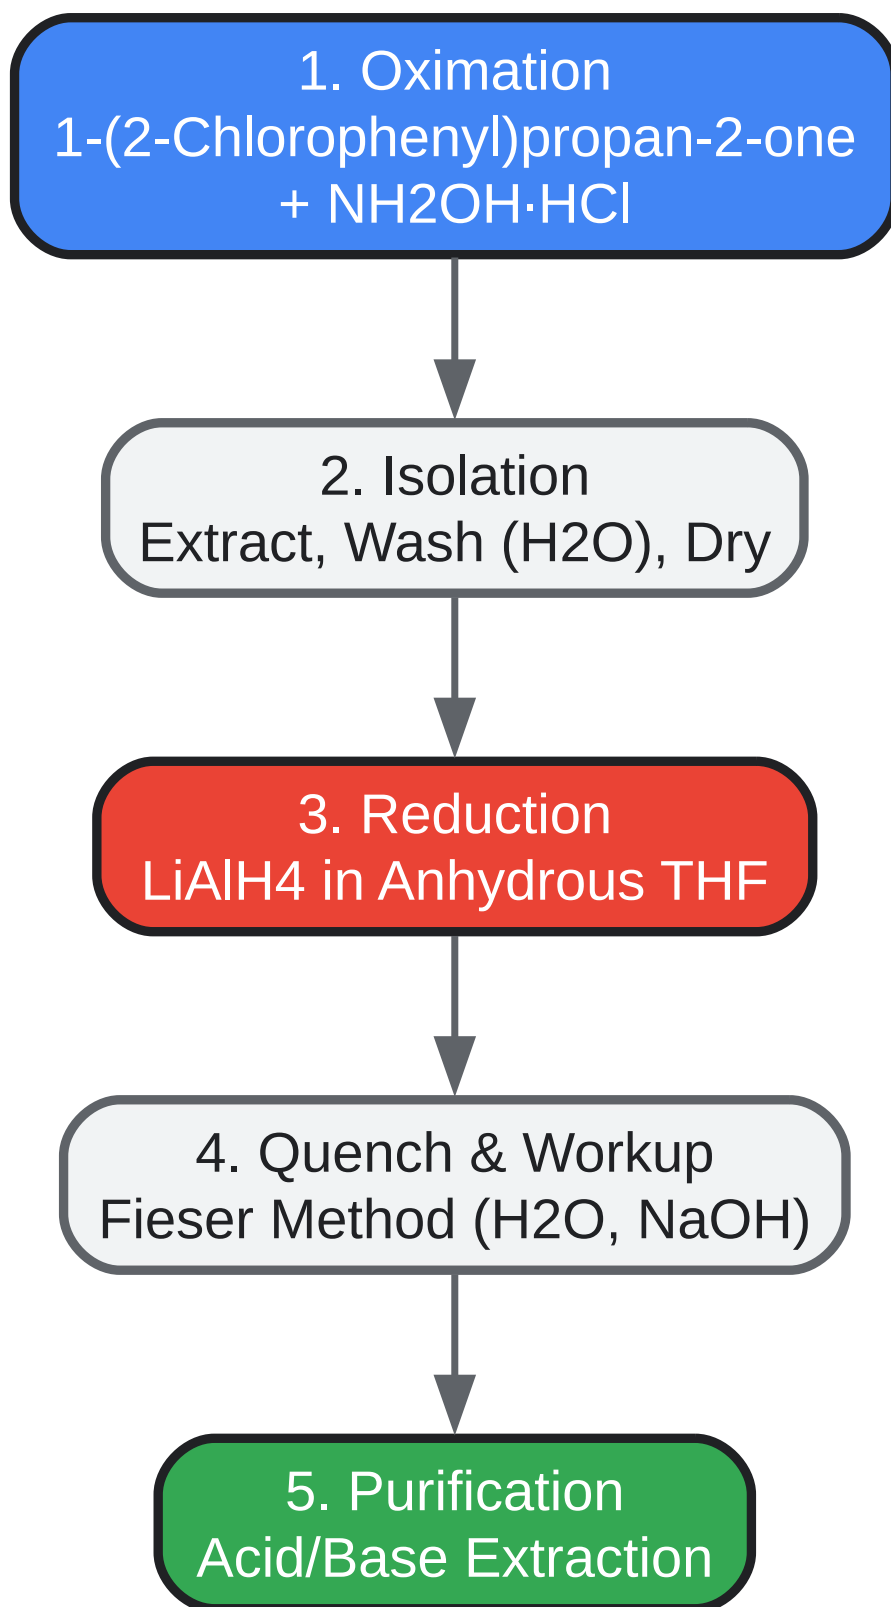 1. Oximation
1-(2-Chlorophenyl)propan-2-one
+ NH2OH·HCl
2. Isolation
Extract, Wash (H2O), Dry
3. Reduction
LiAlH4 in Anhydrous THF
4. Quench & Workup
Fieser Method (H2O, NaOH)
5. Purification
Acid/Base Extraction